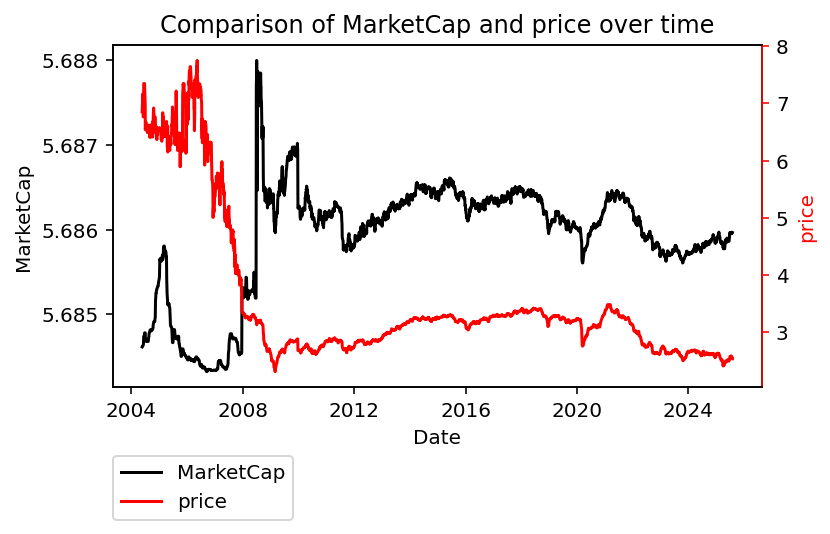 Comparison of MarketCap and price over time
5.688
5.687
5.686
5.685
MarketCap
8
7
6
5
4
3
price
2004 2008 2012 2016 2020 2024
Date
MarketCap
price